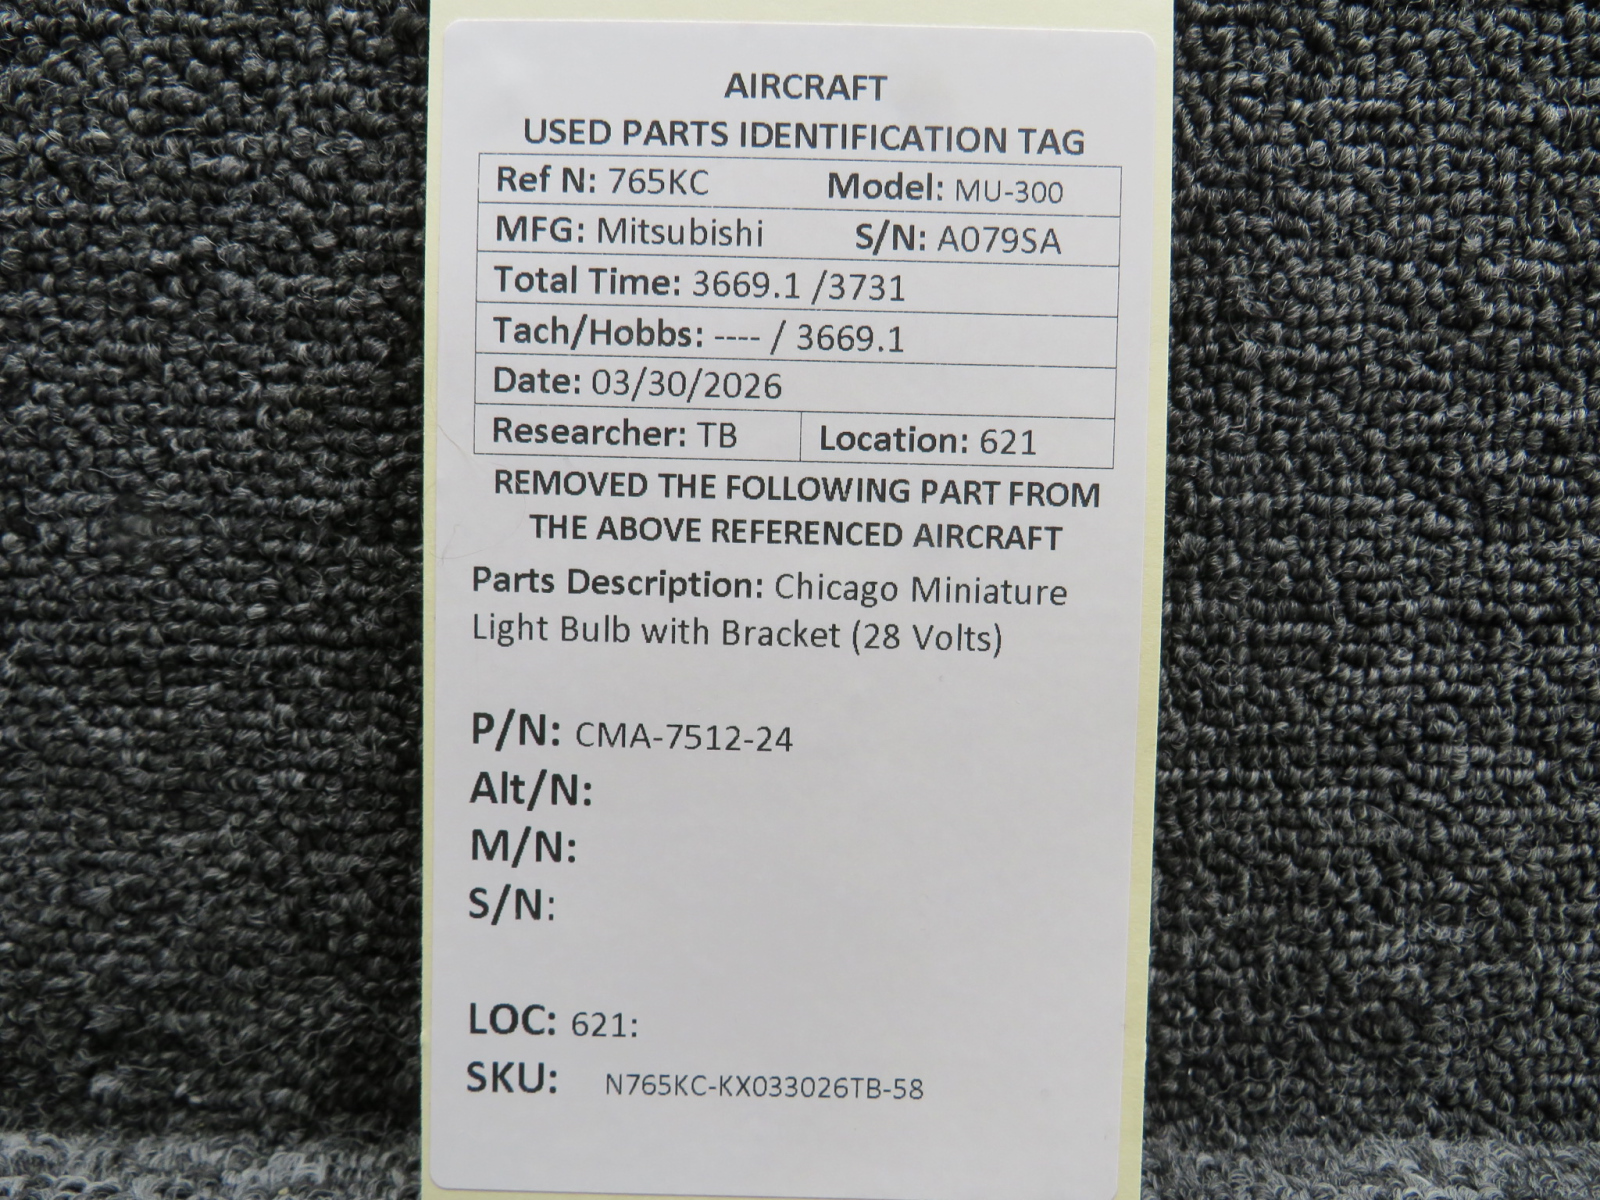 AIRCRAFT
USED PARTS IDENTIFICATION TAG
Ref N: 765KC Model: MU-300
MFG: Mitsubishi S/N: A079SA
Total Time: 3669.1 /3731
Tach/Hobbs: ---- / 3669.1
Date: 03/30/2026
Researcher: TB Location: 621
REMOVED THE FOLLOWING PART FROM
THE ABOVE REFERENCED AIRCRAFT
Parts Description: Chicago Miniature
Light Bulb with Bracket (28 Volts)
P/N: CMA-7512-24
Alt/N:
M/N:
S/N:
LOC: 621:
SKU: N765KC-KX033026TB-58